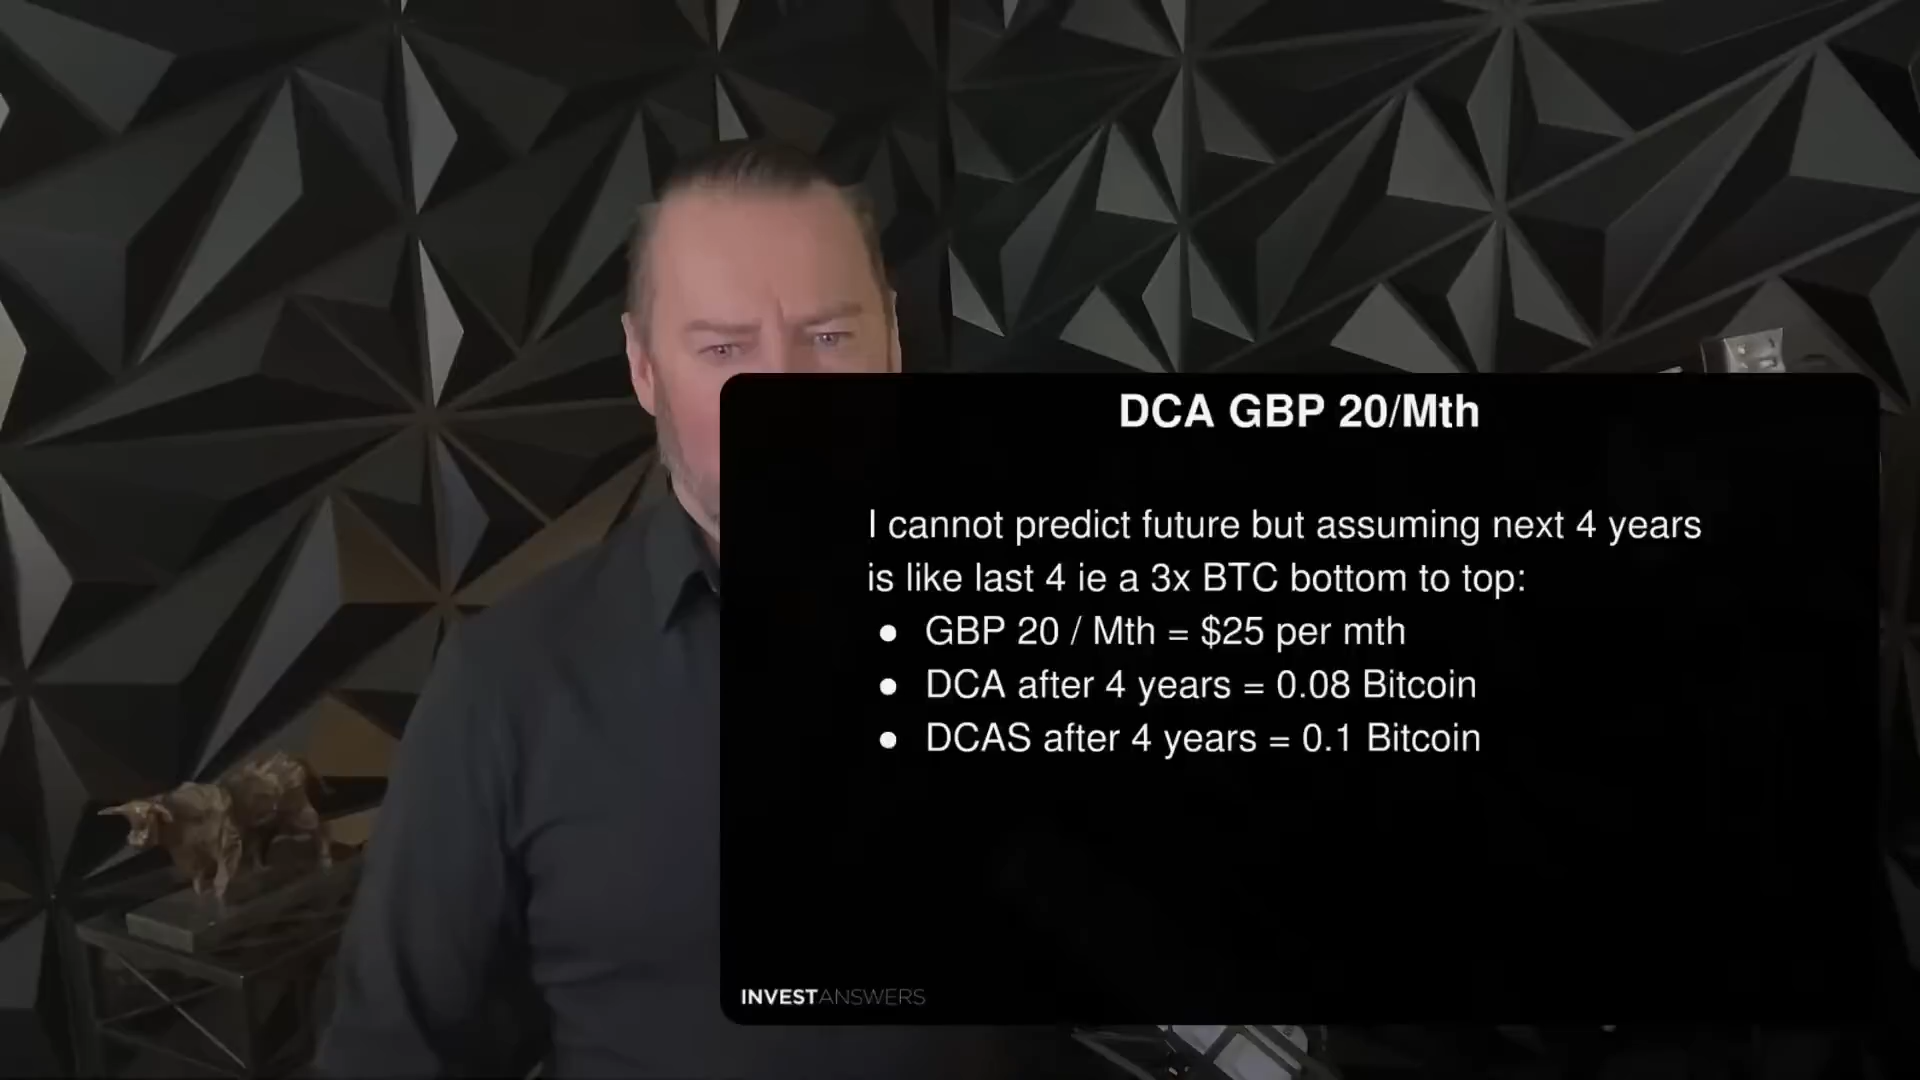 DCA GBP 20/Mth
I cannot predict future but assuming next 4 years
is like last 4 ie a 3x BTC bottom to top:
● GBP 20 / Mth = $25 per mth
● DCA after 4 years = 0.08 Bitcoin
● DCAS after 4 years = 0.1 Bitcoin
INVESTANSWERS